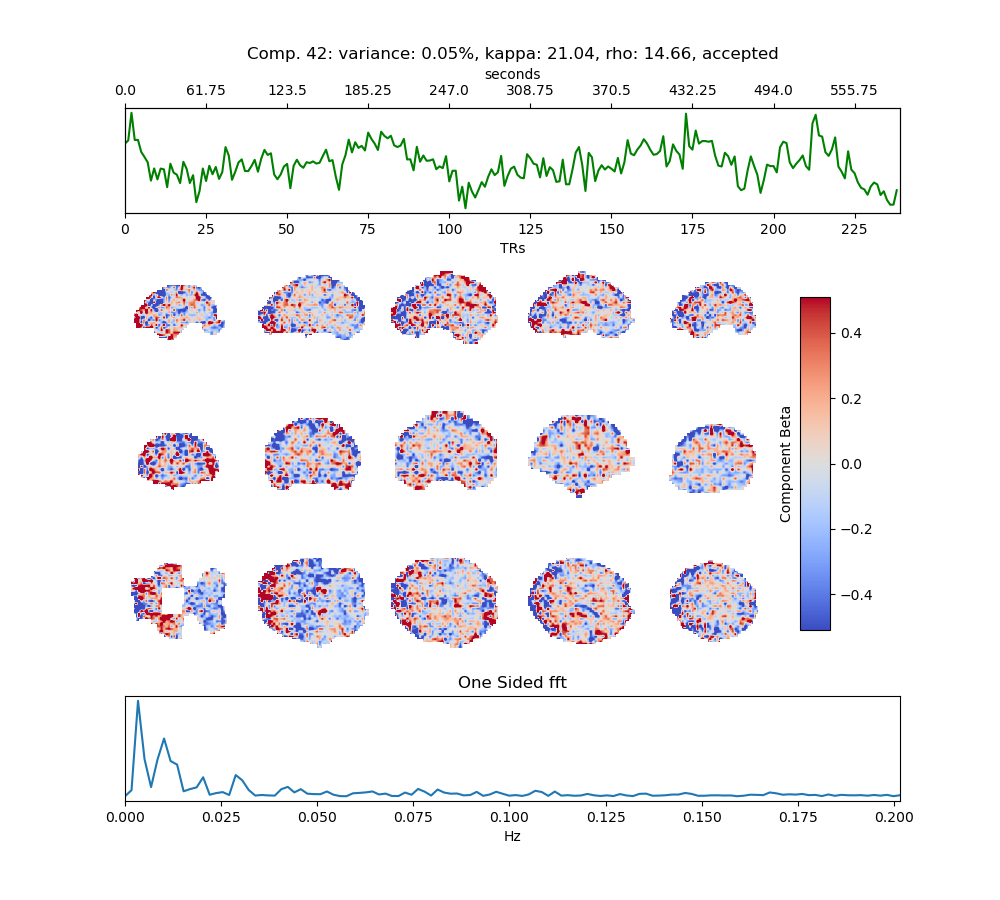 Comp. 42: variance: 0.05%, kappa: 21.04, rho: 14.66, accepted
seconds
0.0 61.75 123.5 185.25 247.0 308.75 370.5 432.25 494.0 555.75
0 25 50 75 100 125 150 175 200 225
TRs
0.4
0.2
0.0
−0.2
−0.4
Component Beta
One Sided fft
0.000 0.025 0.050 0.075 0.100 0.125 0.150 0.175 0.200
Hz